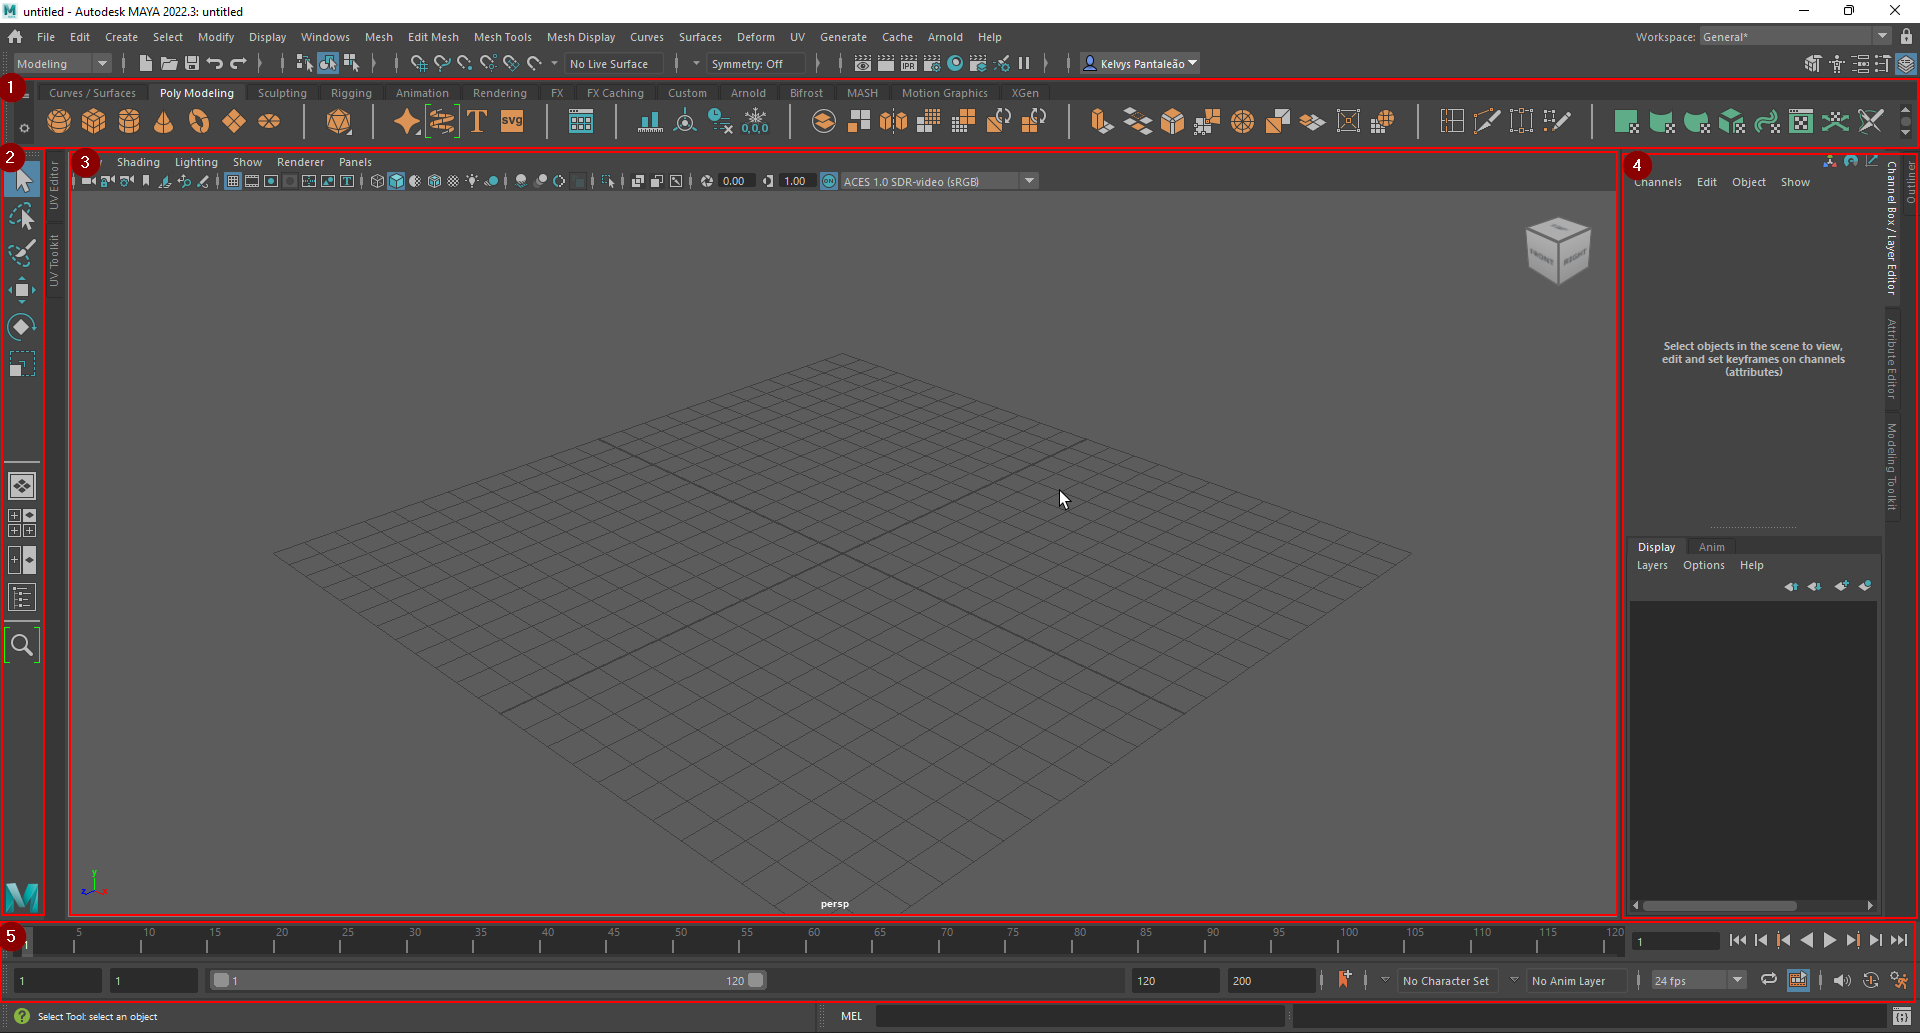 untitled - Autodesk MAYA 2022.3: untitled
File Edit Create Select Modify Display Windows Mesh Edit Mesh Mesh Tools Mesh Display Curves Surfaces Deform UV Generate Cache Arnold Help Workspace: General*
Modeling No Live Surface Symmetry: Off IPR Kelvys Pantaleão
1
Curves / Surfaces Poly Modeling Sculpting Rigging Animation Rendering FX FX Caching Custom Arnold Bifrost MASH Motion Graphics XGen
T svg 0,0,0
2
UV Editor
UV Toolkit
3
Shading Lighting Show Renderer Panels
0.00 1.00 ON ACES 1.0 SDR-video (sRGB)
FRONT RIGHT
y
z x
persp
4
Channels Edit Object Show
Channel Box / Layer Editor
Outliner
Attribute Editor
Modeling Toolkit
Select objects in the scene to view,
edit and set keyframes on channels
(attributes)
Display Anim
Layers Options Help
5
1 5 10 15 20 25 30 35 40 45 50 55 60 65 70 75 80 85 90 95 100 105 110 115 120 1
1 1 1 120 120 200 No Character Set No Anim Layer 24 fps
Select Tool: select an object MEL